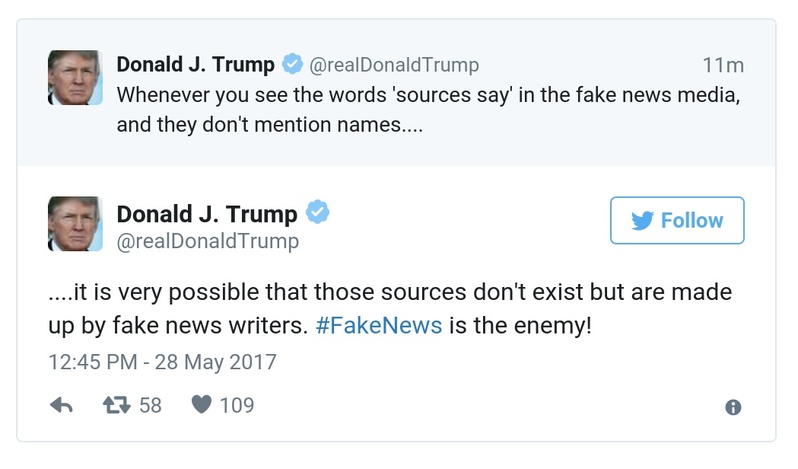 Donald J. Trump @realDonaldTrump 11m
Whenever you see the words 'sources say' in the fake news media,
and they don't mention names....
Donald J. Trump
@realDonaldTrump
Follow
....it is very possible that those sources don't exist but are made
up by fake news writers. #FakeNews is the enemy!
12:45 PM - 28 May 2017
58 109